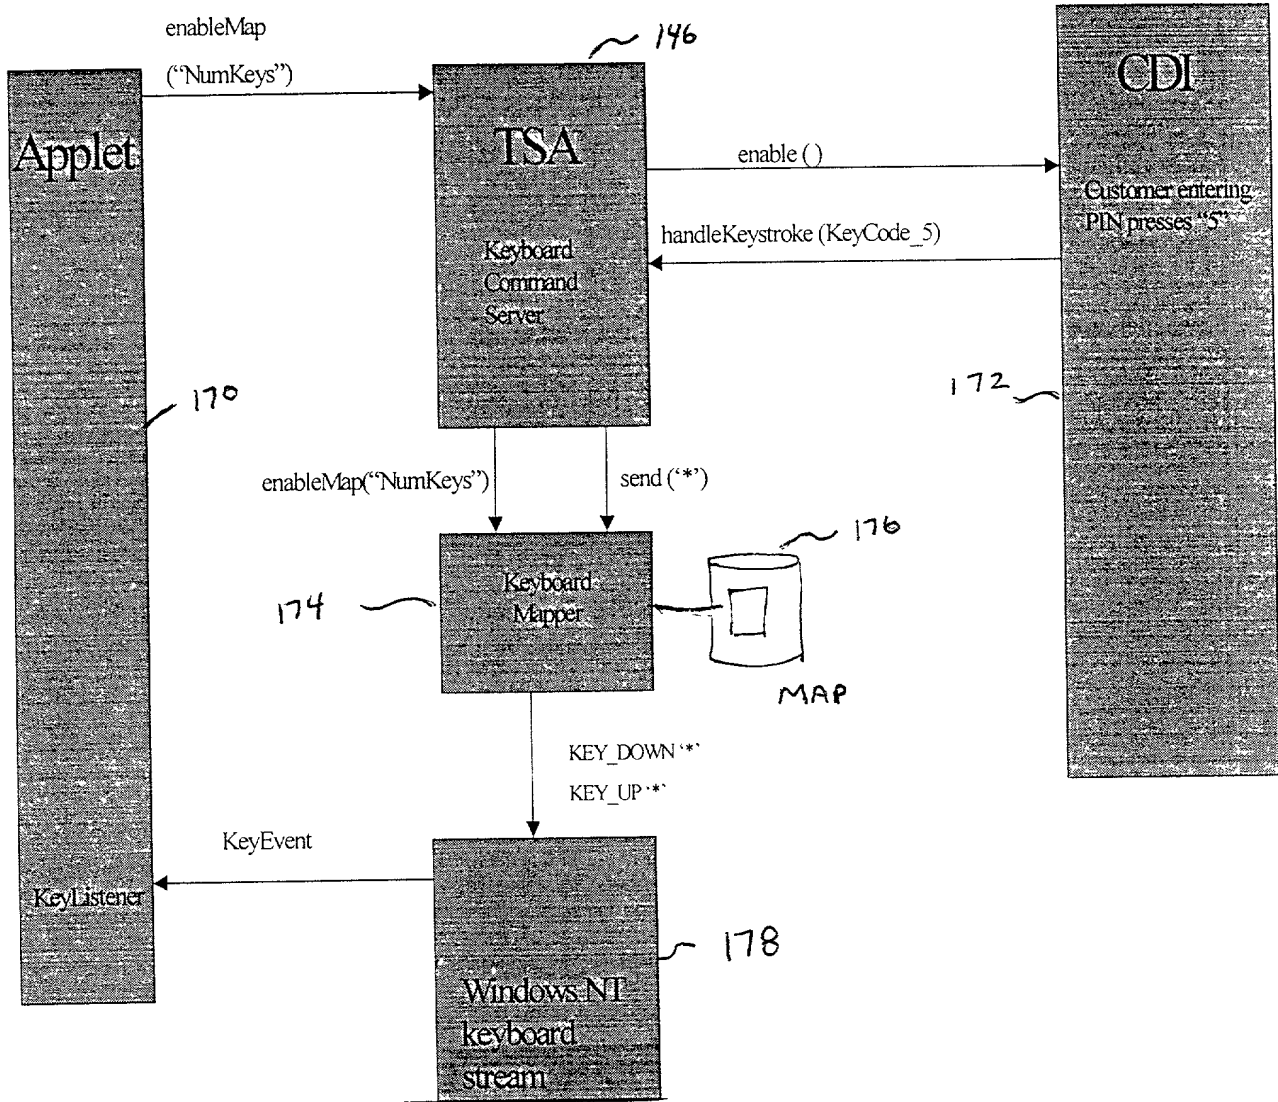 enableMap
146
("NumKeys")
CDI
Applet
TSA
enable ( )
Customer entering
PIN presses "5"
handleKeystroke (KeyCode_5)
Keyboard
Command
Server
170
172
enableMap("NumKeys")
send ('*')
176
Keyboard
Mapper
174
MAP
KEY_DOWN '*'
KEY_UP '*'
KeyEvent
KeyListener
178
Windows NT
keyboard
stream